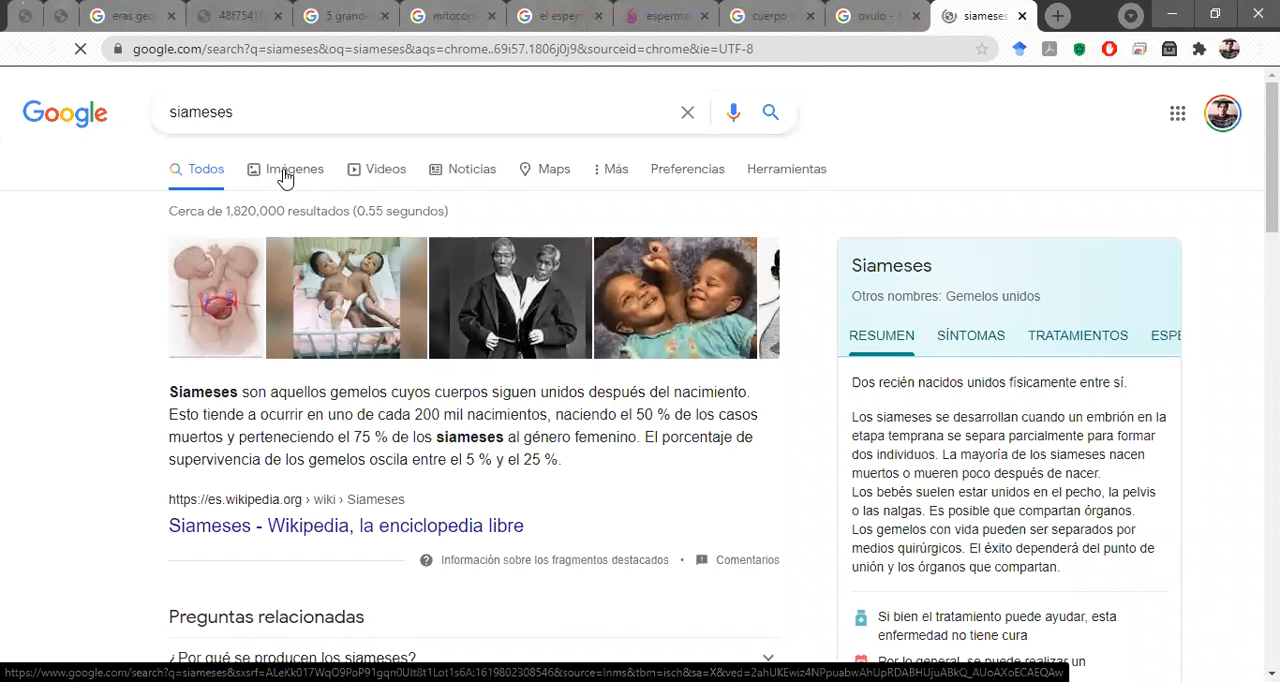 eras geo
48f7541f
5 grande
mitocon
el esper
esperma
cuerpo
ovulo - 
siameses
google.com/search?q=siameses&oq=siameses&aqs=chrome..69i57.1806j0j9&sourceid=chrome&ie=UTF-8
Google
siameses
Todos
Imágenes
Videos
Noticias
Maps
Más
Preferencias
Herramientas
Cerca de 1,820,000 resultados (0.55 segundos)
Siameses son aquellos gemelos cuyos cuerpos siguen unidos después del nacimiento.
Esto tiende a ocurrir en uno de cada 200 mil nacimientos, naciendo el 50 % de los casos
muertos y perteneciendo el 75 % de los siameses al género femenino. El porcentaje de
supervivencia de los gemelos oscila entre el 5 % y el 25 %.
https://es.wikipedia.org › wiki › Siameses
Siameses - Wikipedia, la enciclopedia libre
Información sobre los fragmentos destacados • Comentarios
Preguntas relacionadas
¿Por qué se producen los siameses?
Siameses
Otros nombres: Gemelos unidos
RESUMEN
SÍNTOMAS
TRATAMIENTOS
ESPE
Dos recién nacidos unidos físicamente entre sí.
Los siameses se desarrollan cuando un embrión en la
etapa temprana se separa parcialmente para formar
dos individuos. La mayoría de los siameses nacen
muertos o mueren poco después de nacer.
Los bebés suelen estar unidos en el pecho, la pelvis
o las nalgas. Es posible que compartan órganos.
Los gemelos con vida pueden ser separados por
medios quirúrgicos. El éxito dependerá del punto de
unión y los órganos que compartan.
Si bien el tratamiento puede ayudar, esta
enfermedad no tiene cura
Por lo general, se puede realizar un